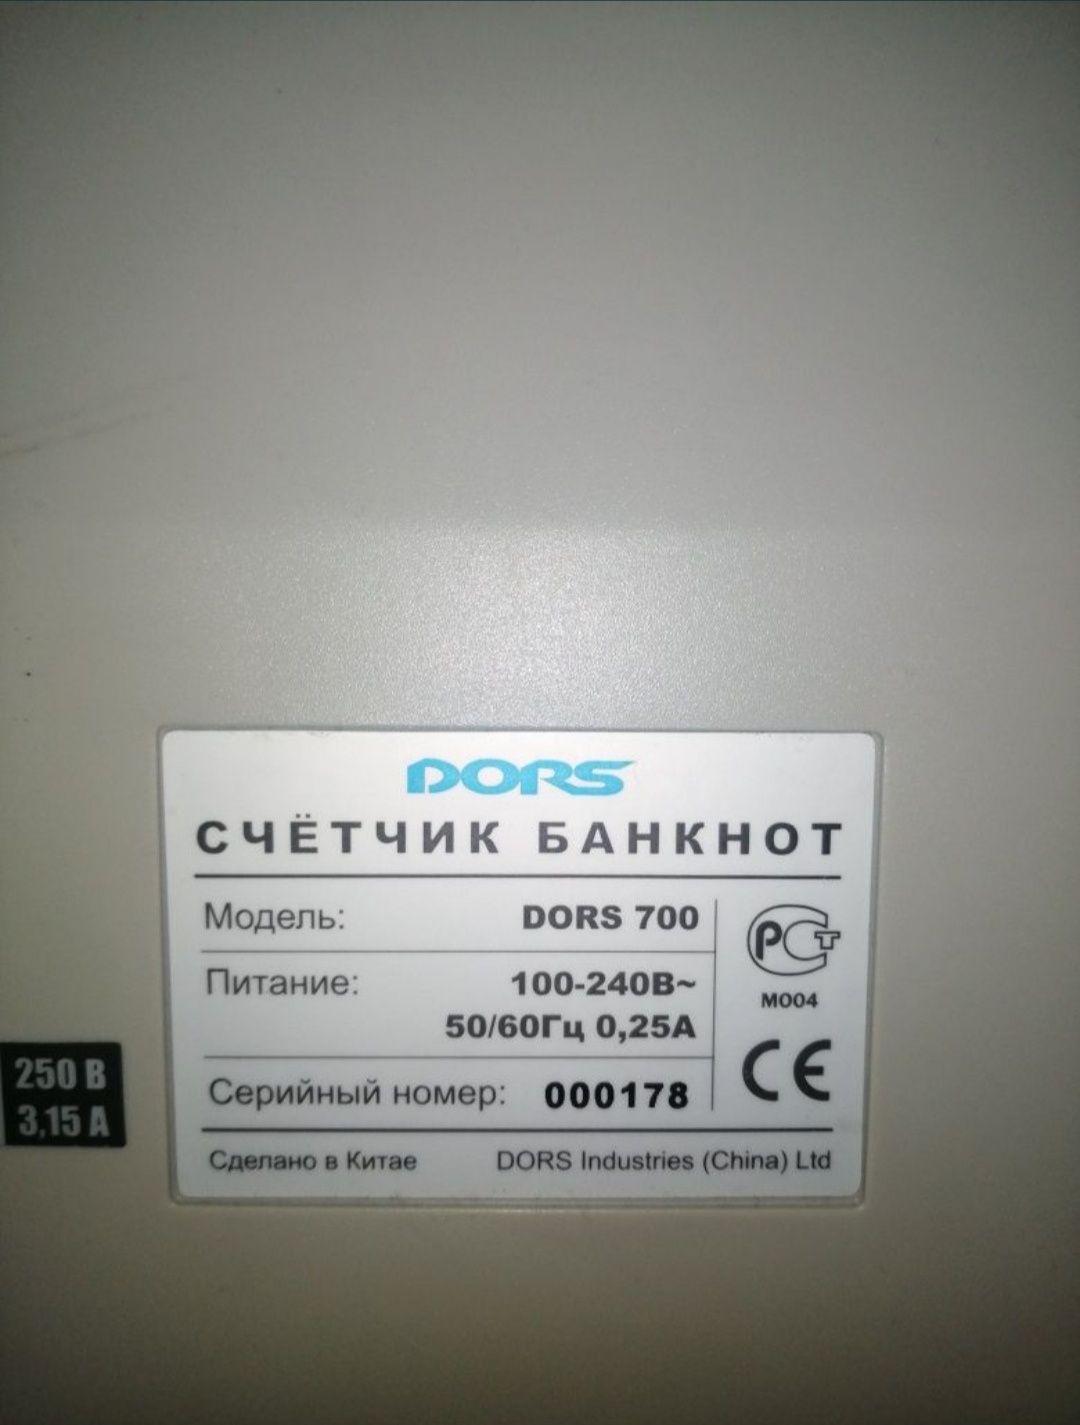 DORS
СЧЁТЧИК БАНКНОТ
Модель: DORS 700
Питание: 100-240В~
50/60Гц 0,25А
Серийный номер: 000178
РСТ
МО04
CE
Сделано в Китае DORS Industries (China) Ltd
250 В
3,15 А